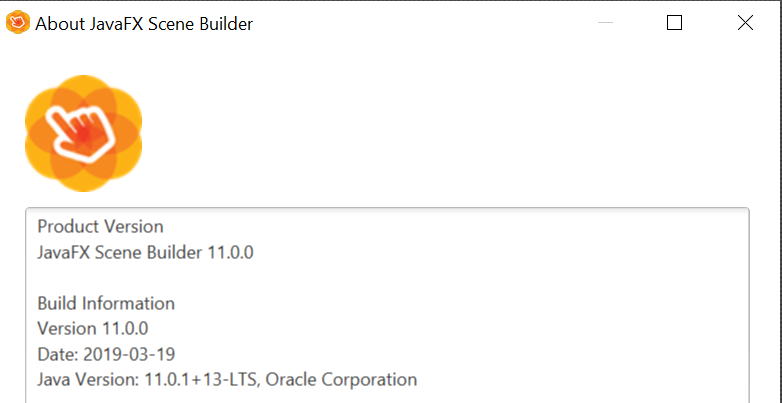 About JavaFX Scene Builder
Product Version
JavaFX Scene Builder 11.0.0
Build Information
Version 11.0.0
Date: 2019-03-19
Java Version: 11.0.1+13-LTS, Oracle Corporation